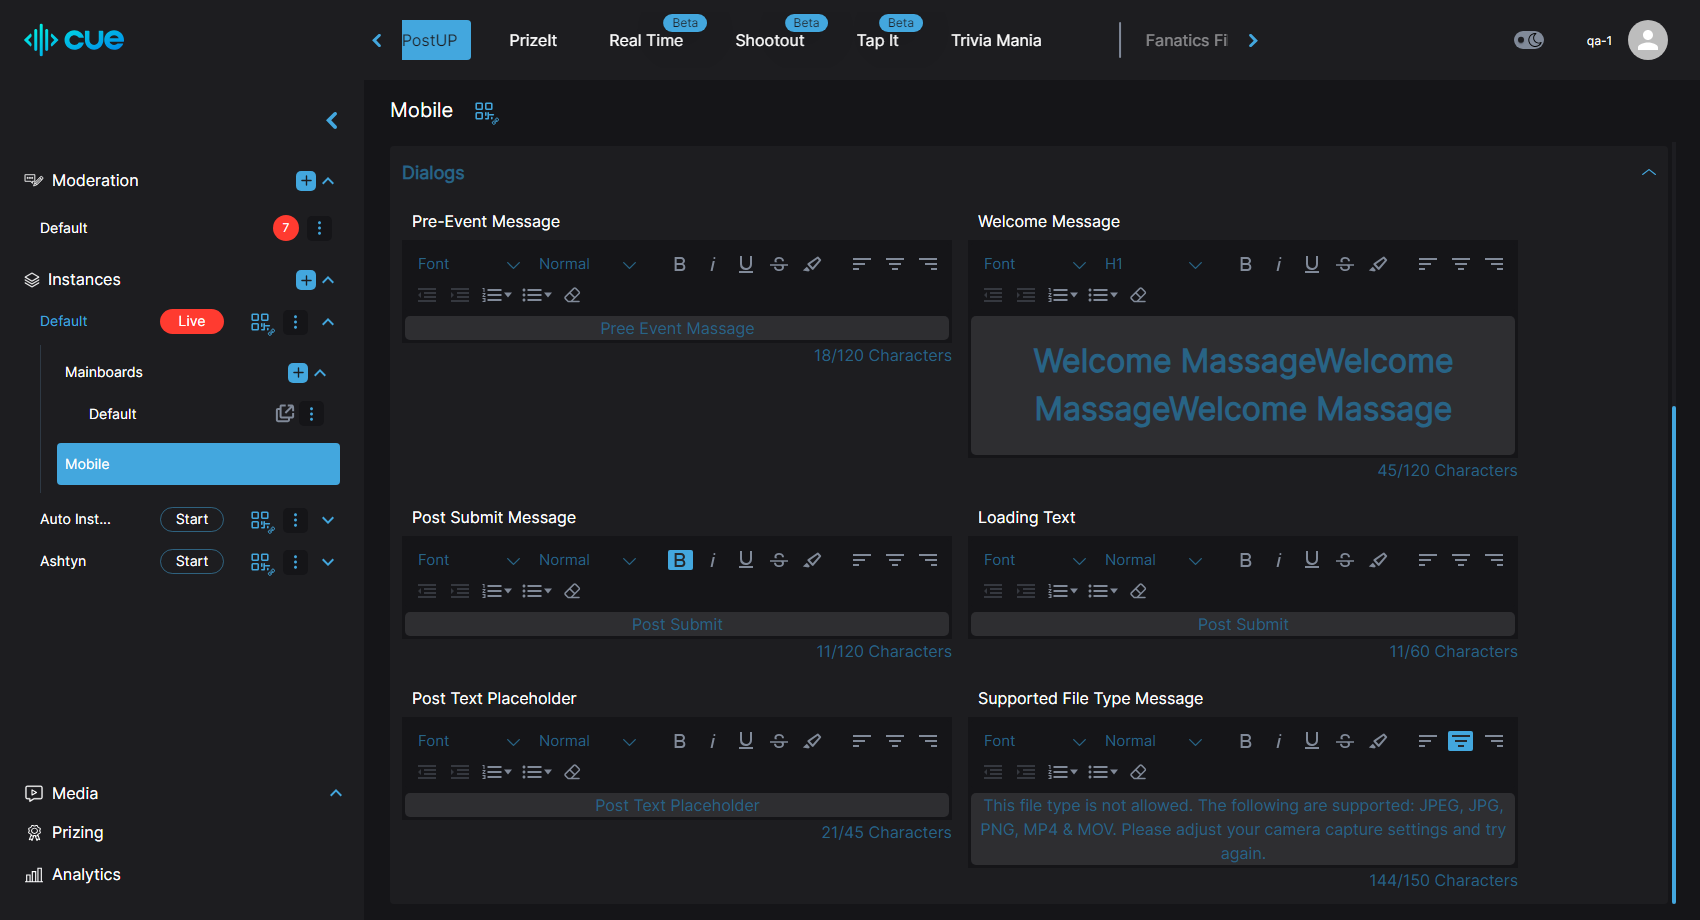 cue
PostUP
PrizeIt
Real Time
Beta
Shootout
Beta
Tap It
Beta
Trivia Mania
Fanatics Fi
qa-1
Moderation
Default
7
Instances
Default
Live
Mainboards
Default
Mobile
Auto Inst...
Start
Ashtyn
Start
Media
Prizing
Analytics
Mobile
Dialogs
Pre-Event Message
Font Normal B i U S
Pree Event Massage
18/120 Characters
Welcome Message
Font H1 B i U S
Welcome MassageWelcome
MassageWelcome Massage
45/120 Characters
Post Submit Message
Font Normal B i U S
Post Submit
11/120 Characters
Loading Text
Font Normal B i U S
Post Submit
11/60 Characters
Post Text Placeholder
Font Normal B i U S
Post Text Placeholder
21/45 Characters
Supported File Type Message
Font Normal B i U S
This file type is not allowed. The following are supported: JPEG, JPG,
PNG, MP4 & MOV. Please adjust your camera capture settings and try
again.
144/150 Characters